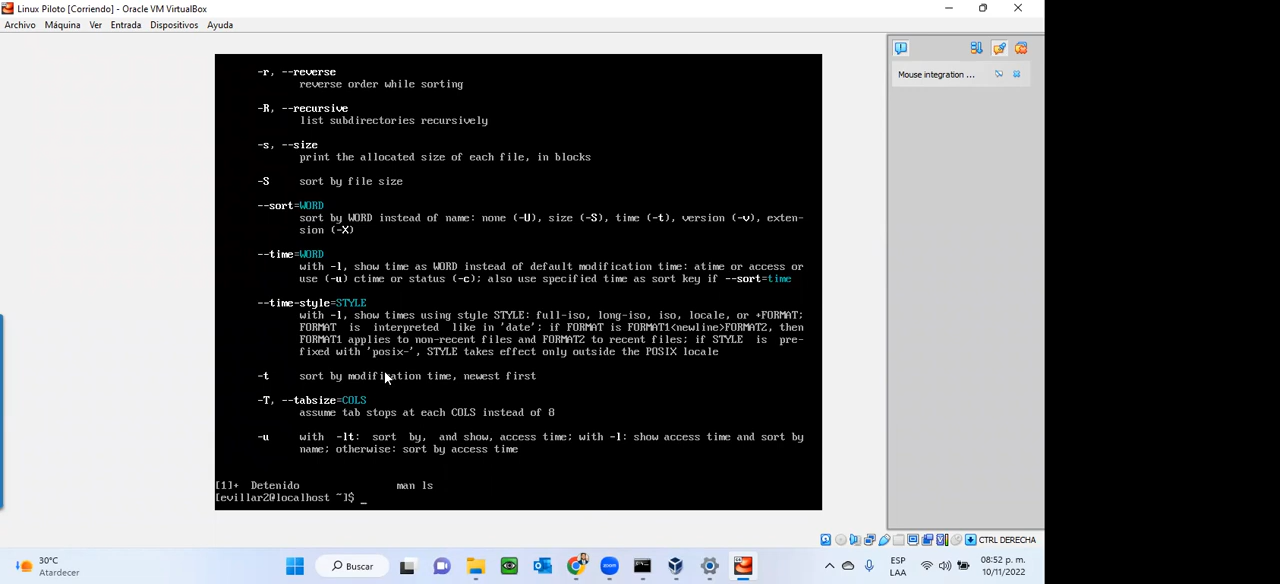 Linux Piloto [Corriendo] - Oracle VM VirtualBox
Archivo Máquina Ver Entrada Dispositivos Ayuda
Mouse integration ...
-r, --reverse
reverse order while sorting
-R, --recursive
list subdirectories recursively
-s, --size
print the allocated size of each file, in blocks
-S sort by file size
--sort=WORD
sort by WORD instead of name: none (-U), size (-S), time (-t), version (-v), exten-
sion (-X)
--time=WORD
with -l, show time as WORD instead of default modification time: atime or access or
use (-u) ctime or status (-c); also use specified time as sort key if --sort=time
--time-style=STYLE
with -l, show times using style STYLE: full-iso, long-iso, iso, locale, or +FORMAT;
FORMAT is interpreted like in 'date'; if FORMAT is FORMAT1<newline>FORMAT2, then
FORMAT1 applies to non-recent files and FORMAT2 to recent files; if STYLE is pre-
fixed with 'posix-', STYLE takes effect only outside the POSIX locale
-t sort by modification time, newest first
-T, --tabsize=COLS
assume tab stops at each COLS instead of 8
-u with -lt: sort by, and show, access time; with -l: show access time and sort by
name; otherwise: sort by access time
[1]+ Detenido man ls
[evillar2@localhost ~]$ _
CTRL DERECHA
30°C
Atardecer
Buscar
ESP
LAA
08:52 p. m.
10/11/2022